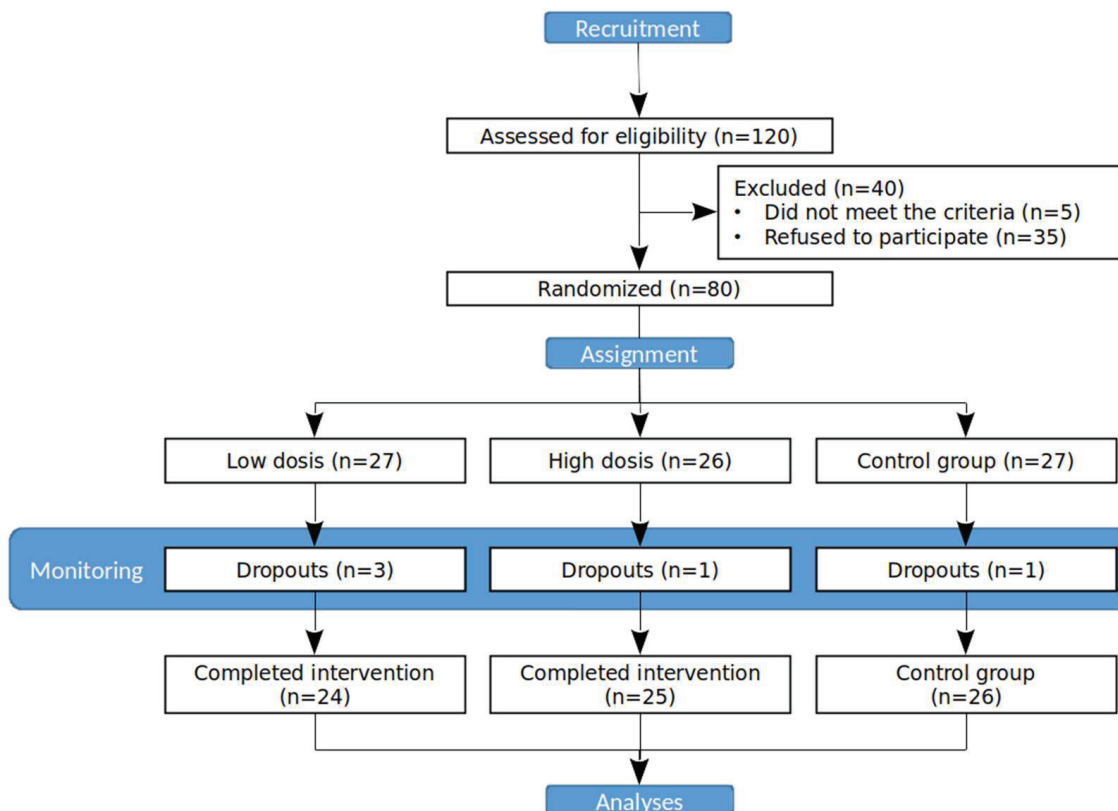 Recruitment
Assessed for eligibility (n=120)
Excluded (n=40)
• Did not meet the criteria (n=5)
• Refused to participate (n=35)
Randomized (n=80)
Assignment
Low dosis (n=27)
High dosis (n=26)
Control group (n=27)
Monitoring
Dropouts (n=3)
Dropouts (n=1)
Dropouts (n=1)
Completed intervention
(n=24)
Completed intervention
(n=25)
Control group
(n=26)
Analyses